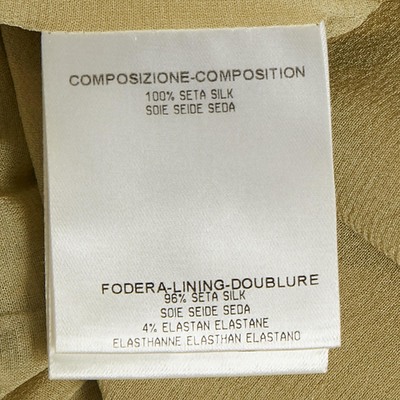 COMPOSIZIONE-COMPOSITION
100% SETA SILK
SOIE SEIDE SEDA
FODERA-LINING-DOUBLURE
96% SETA SILK
SOIE SEIDE SEDA
4% ELASTAN ELASTANE
ELASTHANNE ELASTHAN ELASTANO